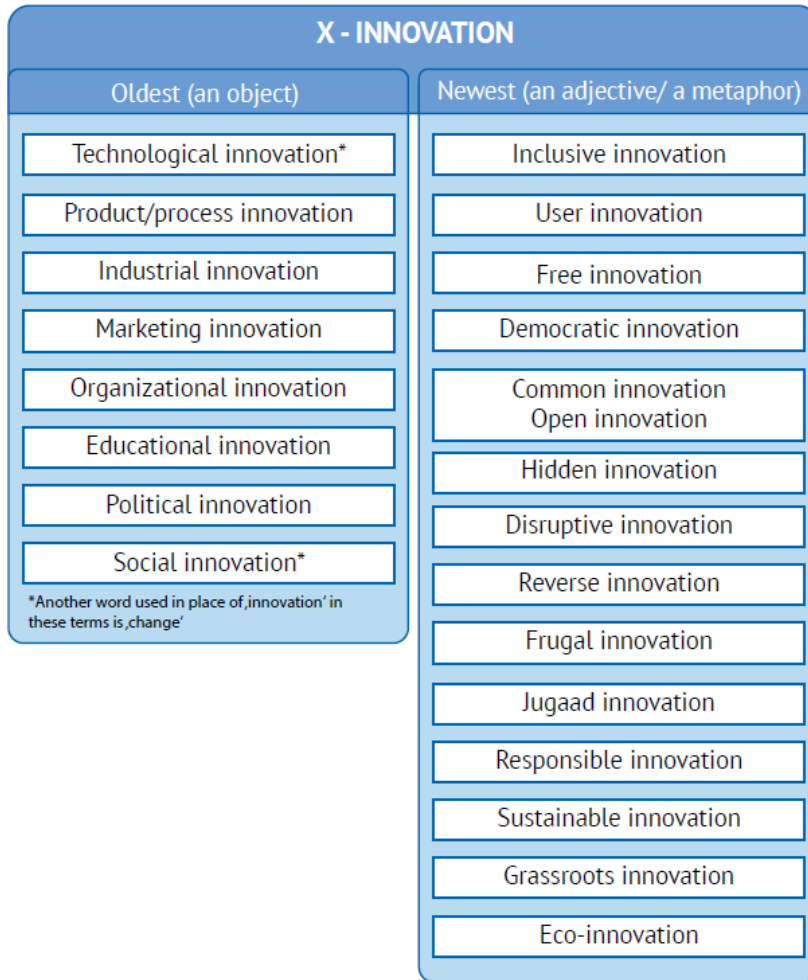 X - INNOVATION
Oldest (an object)
Technological innovation*
Product/process innovation
Industrial innovation
Marketing innovation
Organizational innovation
Educational innovation
Political innovation
Social innovation*
*Another word used in place of ‚innovation‘ in
these terms is ‚change‘
Newest (an adjective/ a metaphor)
Inclusive innovation
User innovation
Free innovation
Democratic innovation
Common innovation
Open innovation
Hidden innovation
Disruptive innovation
Reverse innovation
Frugal innovation
Jugaad innovation
Responsible innovation
Sustainable innovation
Grassroots innovation
Eco-innovation